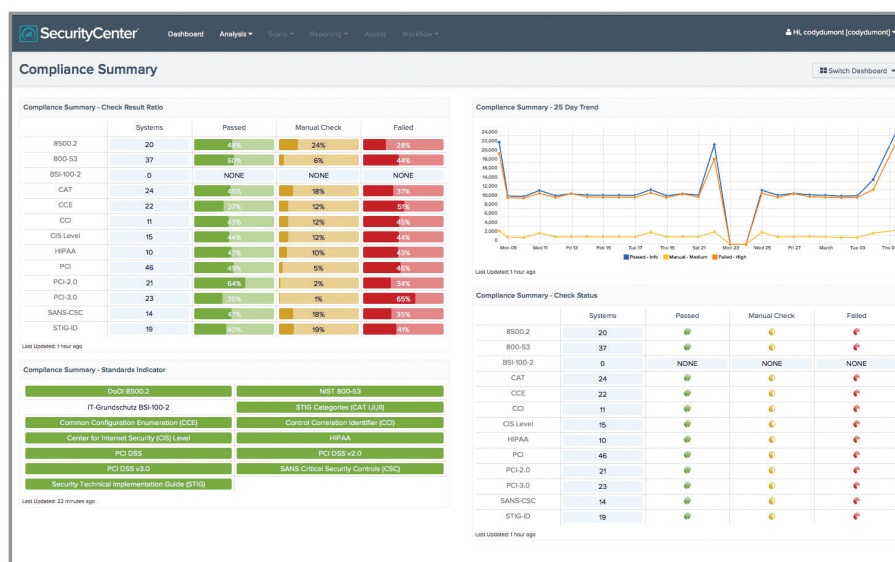 SecurityCenter
Dashboard Analysis Scans Reporting Assets Workflow
Hi, codydumont [codydumont]
Compliance Summary
Switch Dashboard
Compliance Summary - Check Result Ratio
Systems Passed Manual Check Failed
8500.2 20 48% 24% 28%
800-53 37 50% 6% 44%
BSI-100-2 0 NONE NONE NONE
CAT 24 45% 18% 37%
CCE 22 37% 12% 51%
CCI 11 43% 12% 45%
CIS Level 15 44% 12% 44%
HIPAA 10 47% 10% 43%
PCI 46 49% 5% 46%
PCI-2.0 21 64% 2% 34%
PCI-3.0 23 35% 1% 65%
SANS-CSC 14 47% 18% 35%
STIG-ID 19 40% 19% 41%
Last Updated: 1 hour ago
Compliance Summary - Standards Indicator
DoDI 8500.2 NIST 800-53
IT-Grundschutz BSI-100-2 STIG Categories (CAT I,II,III)
Common Configuration Enumeration (CCE) Control Correlation Identifier (CCI)
Center for Internet Security (CIS) Level HIPAA
PCI DSS PCI DSS v2.0
PCI DSS v3.0 SANS Critical Security Controls (CSC)
Security Technical Implementation Guide (STIG)
Last Updated: 22 minutes ago
Compliance Summary - 25 Day Trend
24,000
22,000
20,000
18,000
16,000
14,000
12,000
10,000
8,000
6,000
4,000
2,000
0
Mon 09 Wed 11 Fri 13 Feb 15 Tue 17 Thu 19 Sat 21 Mon 23 Wed 25 Fri 27 March Tue 03 Thu 0
Passed - Info Manual - Medium Failed - High
Last Updated: 1 hour ago
Compliance Summary - Check Status
Systems Passed Manual Check Failed
8500.2 20
800-53 37
BSI-100-2 0 NONE NONE NONE
CAT 24
CCE 22
CCI 11
CIS Level 15
HIPAA 10
PCI 46
PCI-2.0 21
PCI-3.0 23
SANS-CSC 14
STIG-ID 19
Last Updated: 1 hour ago